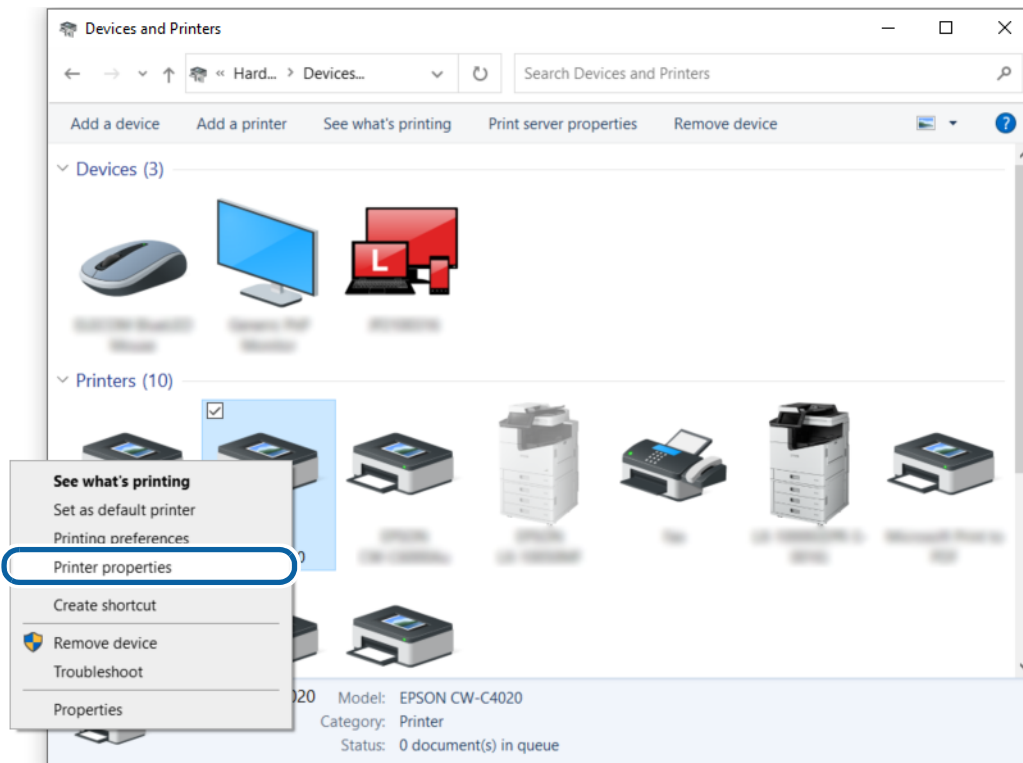 Devices and Printers
« Hard... > Devices...
Search Devices and Printers
Add a device Add a printer See what's printing Print server properties Remove device
Devices (3)
L
Printers (10)
See what's printing
Set as default printer
Printing preferences
Printer properties
Create shortcut
Remove device
Troubleshoot
Properties
020 Model: EPSON CW-C4020
Category: Printer
Status: 0 document(s) in queue